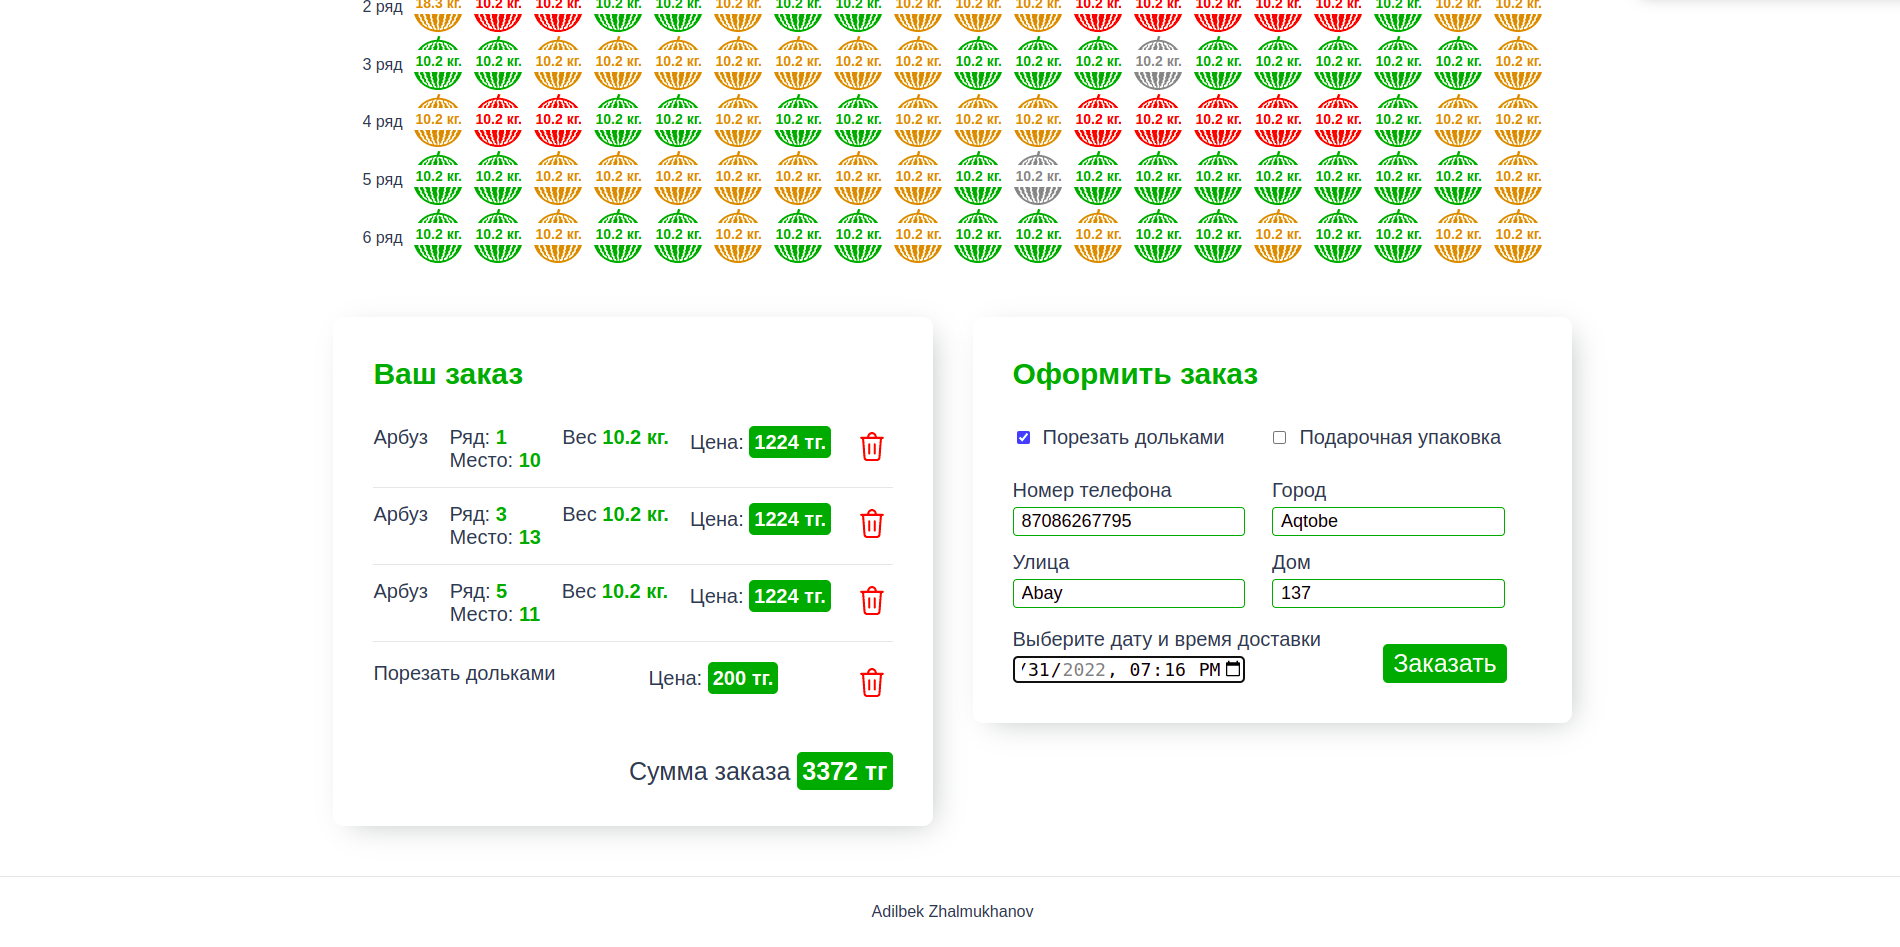 2 ряд 18.3 кг. 10.2 кг. 10.2 кг. 10.2 кг. 10.2 кг. 10.2 кг. 10.2 кг. 10.2 кг. 10.2 кг. 10.2 кг. 10.2 кг. 10.2 кг. 10.2 кг. 10.2 кг. 10.2 кг. 10.2 кг. 10.2 кг. 10.2 кг. 10.2 кг.
3 ряд 10.2 кг. 10.2 кг. 10.2 кг. 10.2 кг. 10.2 кг. 10.2 кг. 10.2 кг. 10.2 кг. 10.2 кг. 10.2 кг. 10.2 кг. 10.2 кг. 10.2 кг. 10.2 кг. 10.2 кг. 10.2 кг. 10.2 кг. 10.2 кг. 10.2 кг.
4 ряд 10.2 кг. 10.2 кг. 10.2 кг. 10.2 кг. 10.2 кг. 10.2 кг. 10.2 кг. 10.2 кг. 10.2 кг. 10.2 кг. 10.2 кг. 10.2 кг. 10.2 кг. 10.2 кг. 10.2 кг. 10.2 кг. 10.2 кг. 10.2 кг. 10.2 кг.
5 ряд 10.2 кг. 10.2 кг. 10.2 кг. 10.2 кг. 10.2 кг. 10.2 кг. 10.2 кг. 10.2 кг. 10.2 кг. 10.2 кг. 10.2 кг. 10.2 кг. 10.2 кг. 10.2 кг. 10.2 кг. 10.2 кг. 10.2 кг. 10.2 кг. 10.2 кг.
6 ряд 10.2 кг. 10.2 кг. 10.2 кг. 10.2 кг. 10.2 кг. 10.2 кг. 10.2 кг. 10.2 кг. 10.2 кг. 10.2 кг. 10.2 кг. 10.2 кг. 10.2 кг. 10.2 кг. 10.2 кг. 10.2 кг. 10.2 кг. 10.2 кг. 10.2 кг.
Ваш заказ
Арбуз Ряд: 1 Вес 10.2 кг. Цена: 1224 тг.
Место: 10
Арбуз Ряд: 3 Вес 10.2 кг. Цена: 1224 тг.
Место: 13
Арбуз Ряд: 5 Вес 10.2 кг. Цена: 1224 тг.
Место: 11
Порезать дольками Цена: 200 тг.
Сумма заказа 3372 тг
Оформить заказ
Порезать дольками Подарочная упаковка
Номер телефона Город
87086267795 Aqtobe
Улица Дом
Abay 137
Выберите дату и время доставки
/31/2022, 07:16 PM
Заказать
Adilbek Zhalmukhanov